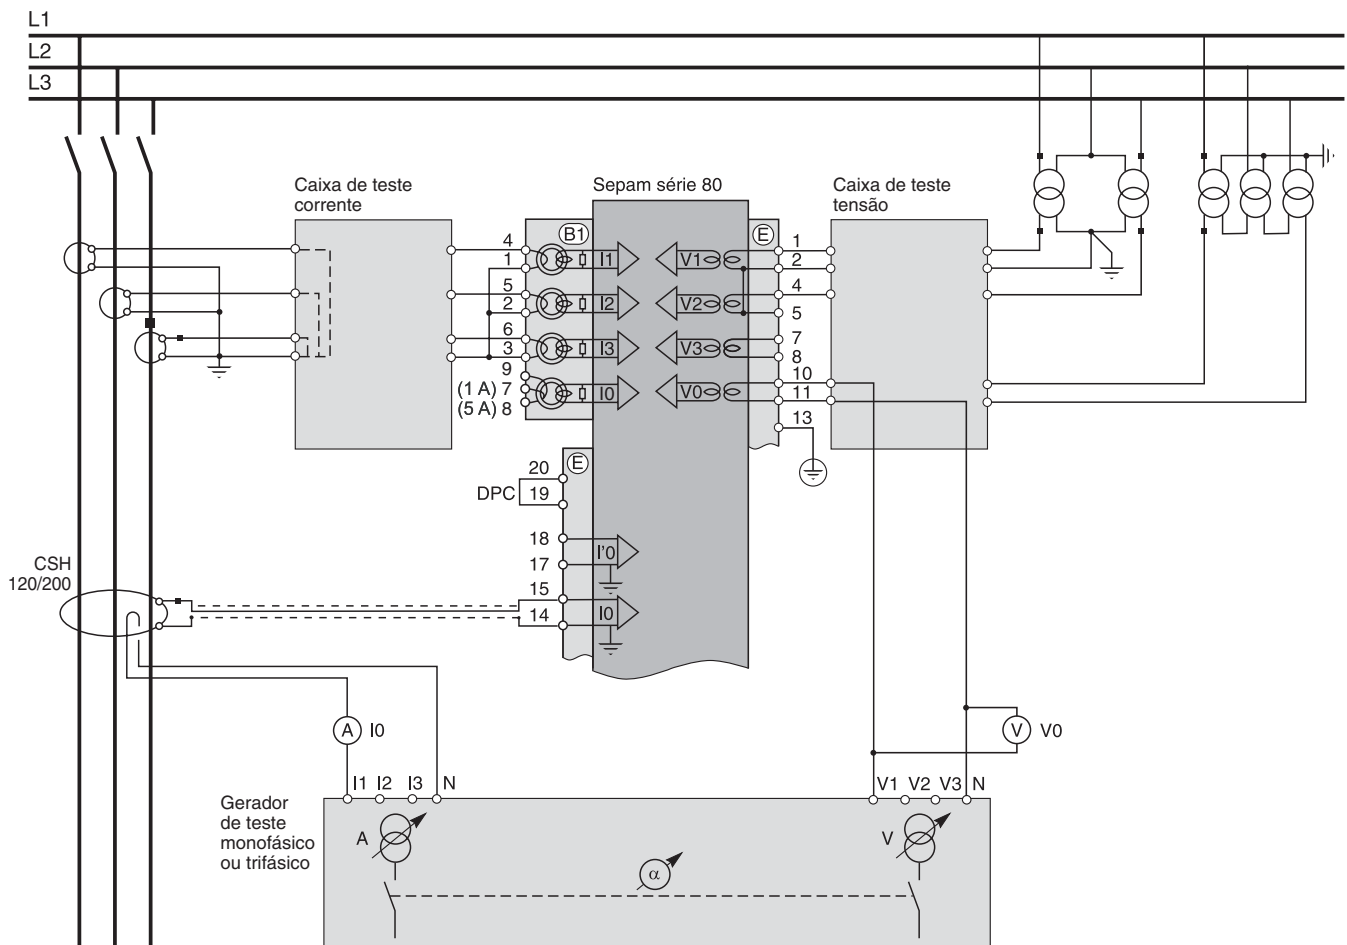 L1
L2
L3
Caixa de teste
corrente
Sepam série 80
Caixa de teste
tensão
B1
E
4
1
5
2
6
3
9
(1 A) 7
(5 A) 8
I1
I2
I3
I0
V1
V2
V3
V0
1
2
4
5
7
8
10
11
13
E
20
DPC
19
18
17
15
14
I'0
I0
CSH
120/200
A
I0
V
V0
I1 I2 I3 N
V1 V2 V3 N
Gerador
de teste
monofásico
ou trifásico
A
α
V